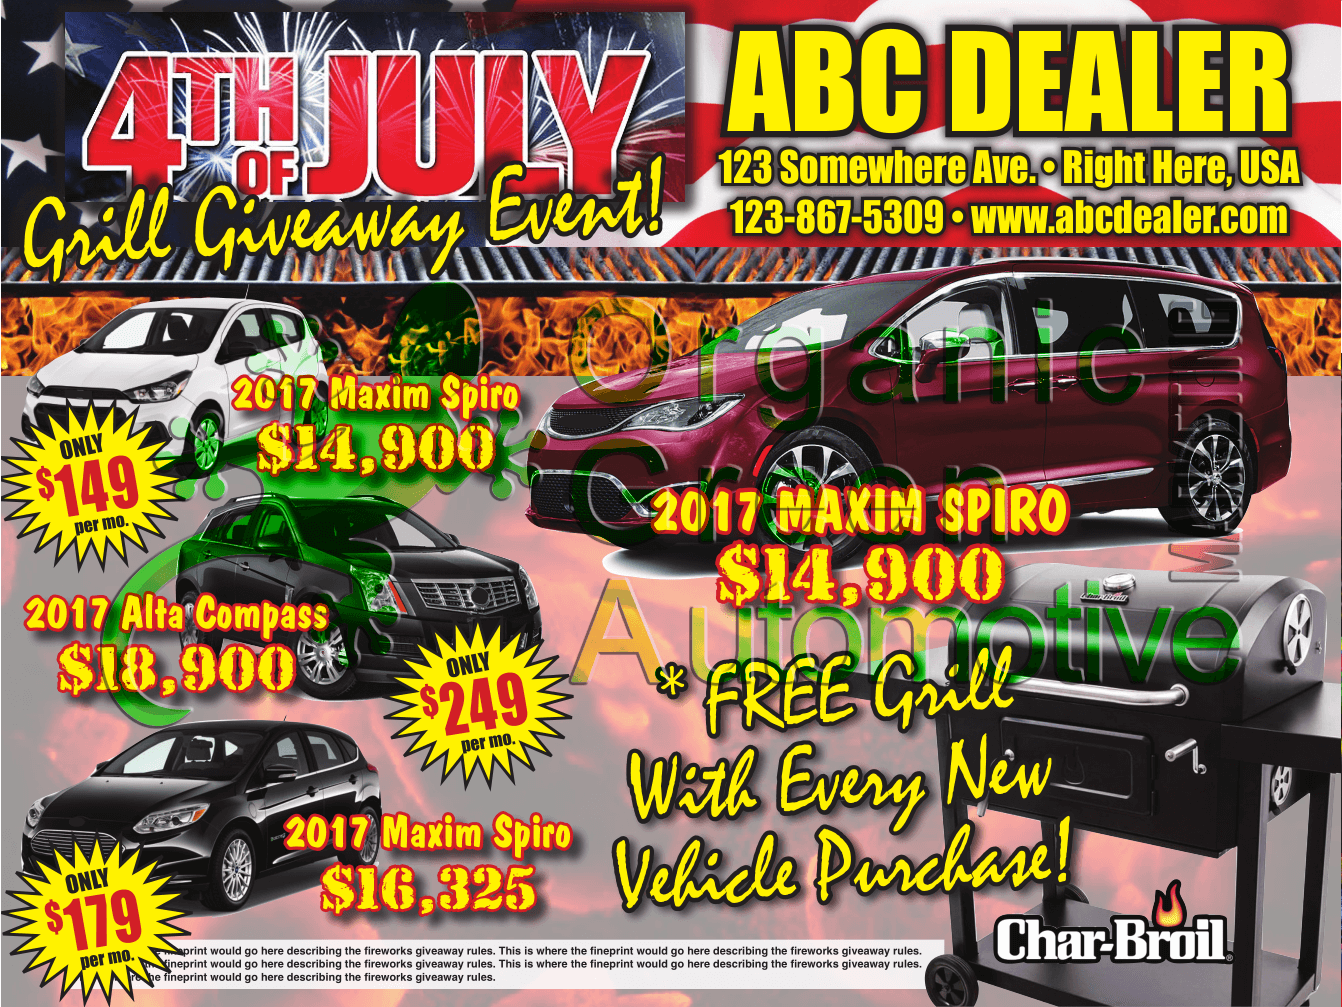 4TH OF JULY
Grill Giveaway Event!
ABC DEALER
123 Somewhere Ave. • Right Here, USA
123-867-5309 • www.abcdealer.com
2017 Maxim Spiro
$14,900
ONLY
$149
per mo.
2017 MAXIM SPIRO
$14,900
2017 Alta Compass
$18,900
ONLY
$249
per mo.
2017 Maxim Spiro
$16,325
ONLY
$179
per mo.
* FREE Grill
With Every New
Vehicle Purchase!
Char-Broil
Char-Broil
Organic
Green
Automotive
fineprint would go here describing the fireworks giveaway rules. This is where the fineprint would go here describing the fireworks giveaway rules.
fineprint would go here describing the fireworks giveaway rules. This is where the fineprint would go here describing the fireworks giveaway rules.
fineprint would go here describing the fireworks giveaway rules.